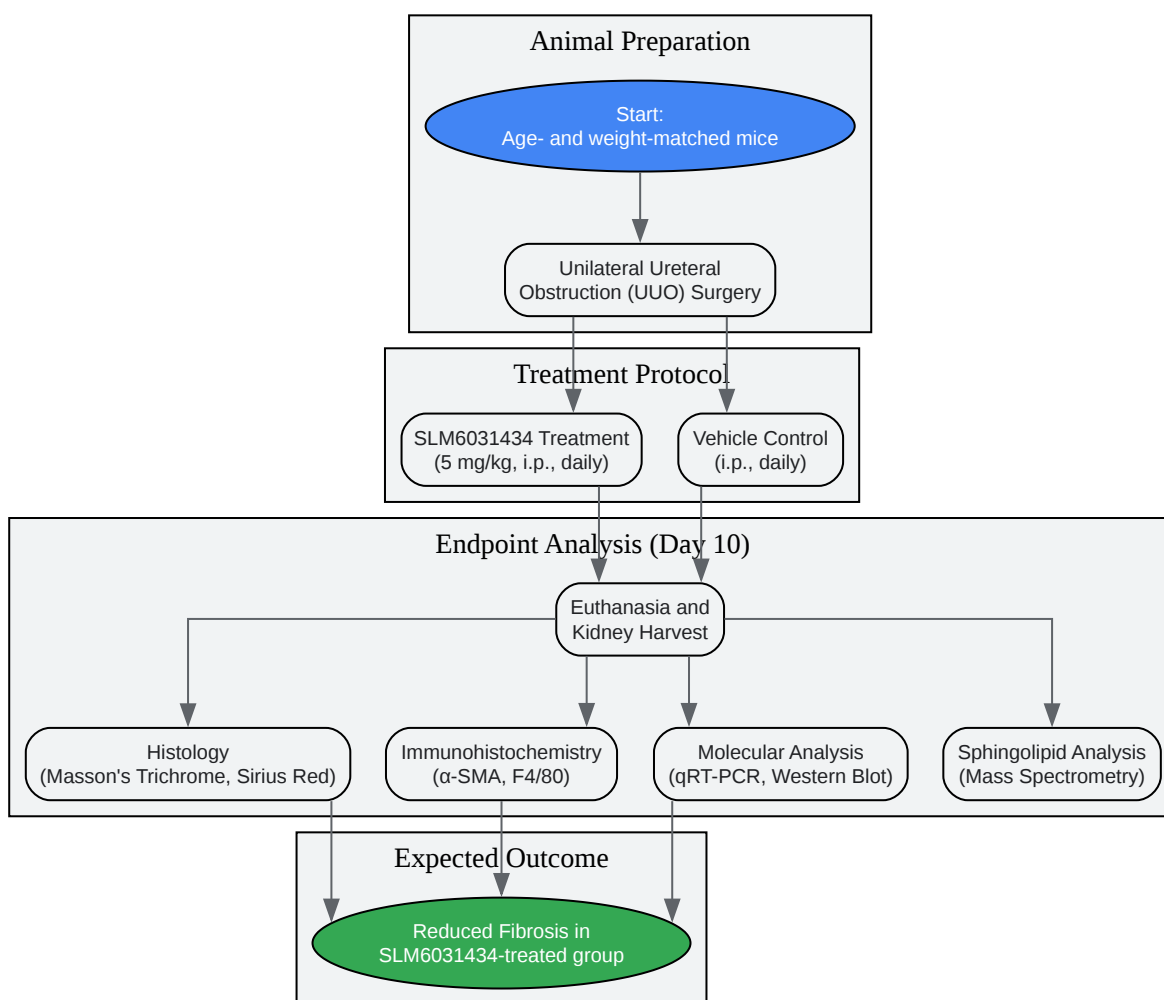 Animal Preparation
Start:
Age- and weight-matched mice
Unilateral Ureteral
Obstruction (UUO) Surgery
Treatment Protocol
SLM6031434 Treatment
(5 mg/kg, i.p., daily)
Vehicle Control
(i.p., daily)
Endpoint Analysis (Day 10)
Euthanasia and
Kidney Harvest
Histology
(Masson's Trichrome, Sirius Red)
Immunohistochemistry
(α-SMA, F4/80)
Molecular Analysis
(qRT-PCR, Western Blot)
Sphingolipid Analysis
(Mass Spectrometry)
Expected Outcome
Reduced Fibrosis in
SLM6031434-treated group